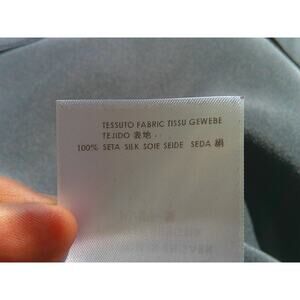 TESSUTO FABRIC TISSU GEWEBE
TEJIDO 表地
100% SETA SILK SOIE SEIDE SEDA 絹